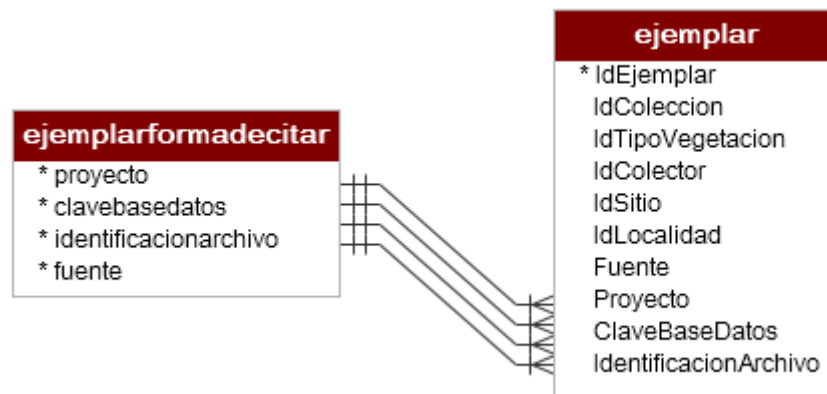 ejemplarformadecitar
* proyecto
* clavebasedatos
* identificacionarchivo
* fuente
ejemplar
* IdEjemplar
IdColeccion
IdTipoVegetacion
IdColector
IdSitio
IdLocalidad
Fuente
Proyecto
ClaveBaseDatos
IdentificacionArchivo